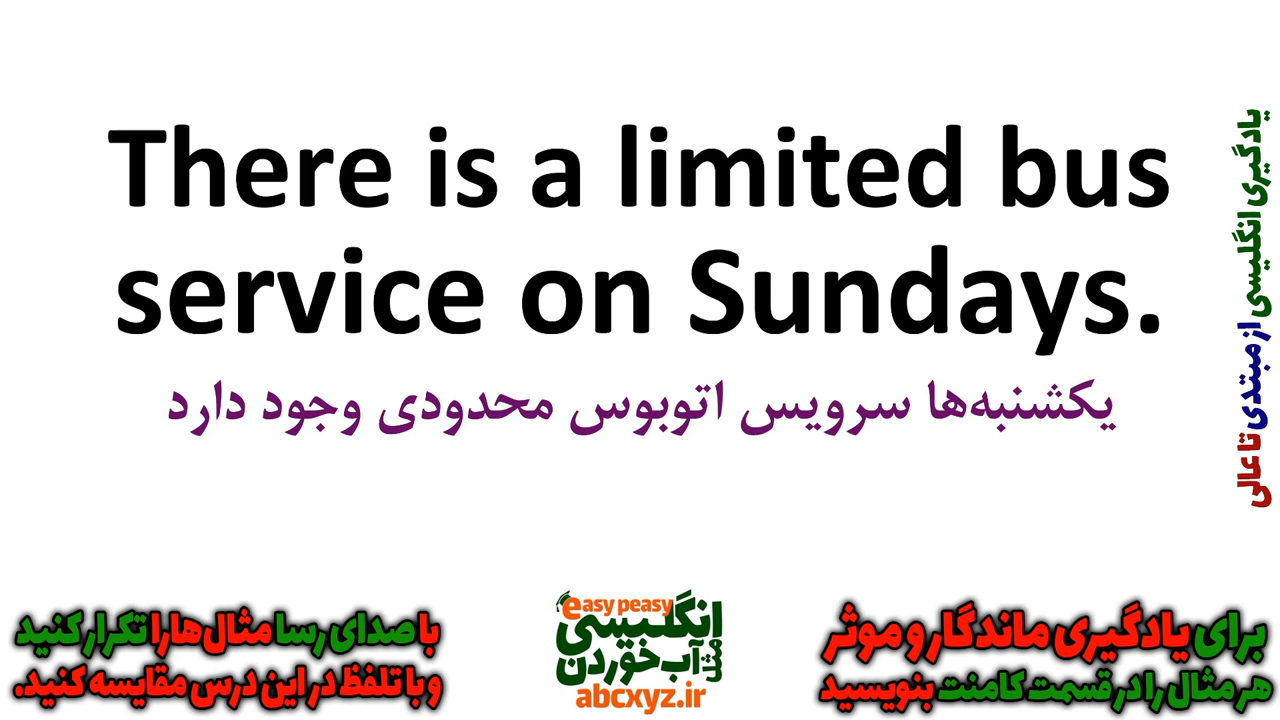 There is a limited bus
service on Sundays.
یکشنبه‌ها سرویس اتوبوس محدودی وجود دارد
یادگیری انگلیسی از مبتدی تا عالی
با صدای رسا مثال‌ها را تکرار کنید
و با تلفظ در این درس مقایسه کنید.
easy peasy
انگلیسی
مثل آب خوردن
abcxyz.ir
برای یادگیری ماندگار و موثر
هر مثال را در قسمت کامنت بنویسید